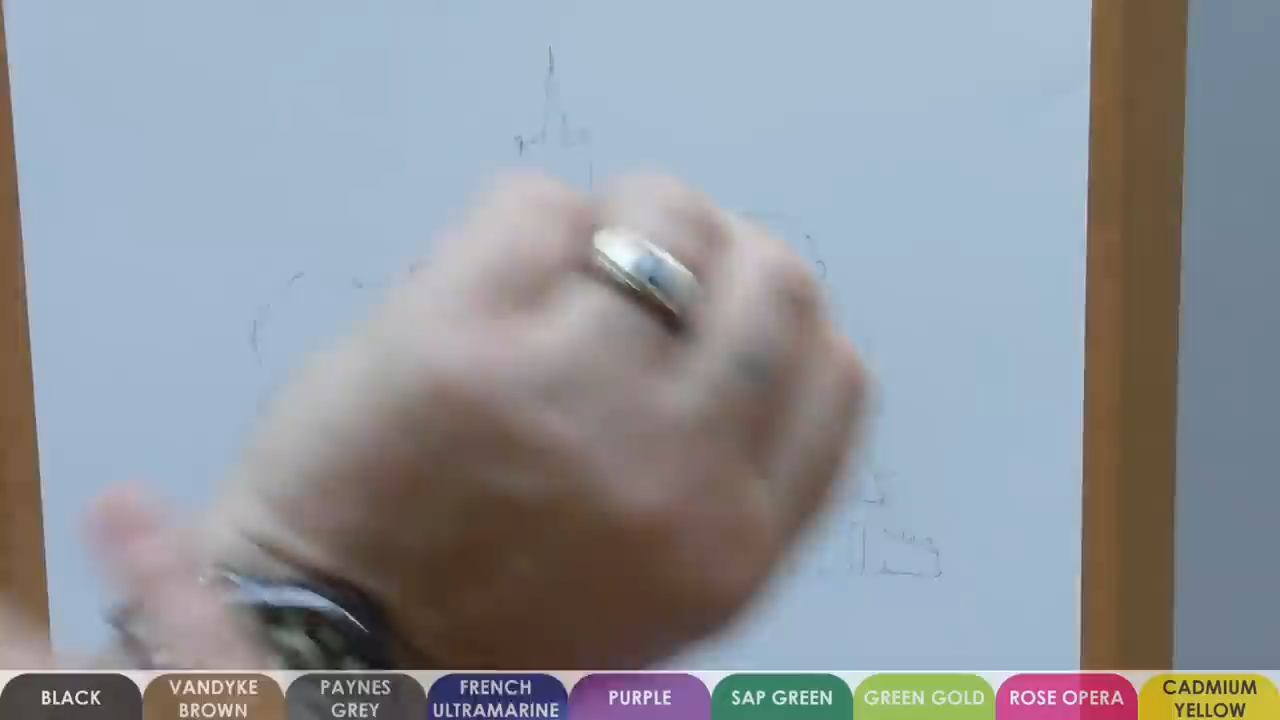 BLACK
VANDYKE
BROWN
PAYNES
GREY
FRENCH
ULTRAMARINE
PURPLE
SAP GREEN
GREEN GOLD
ROSE OPERA
CADMIUM
YELLOW